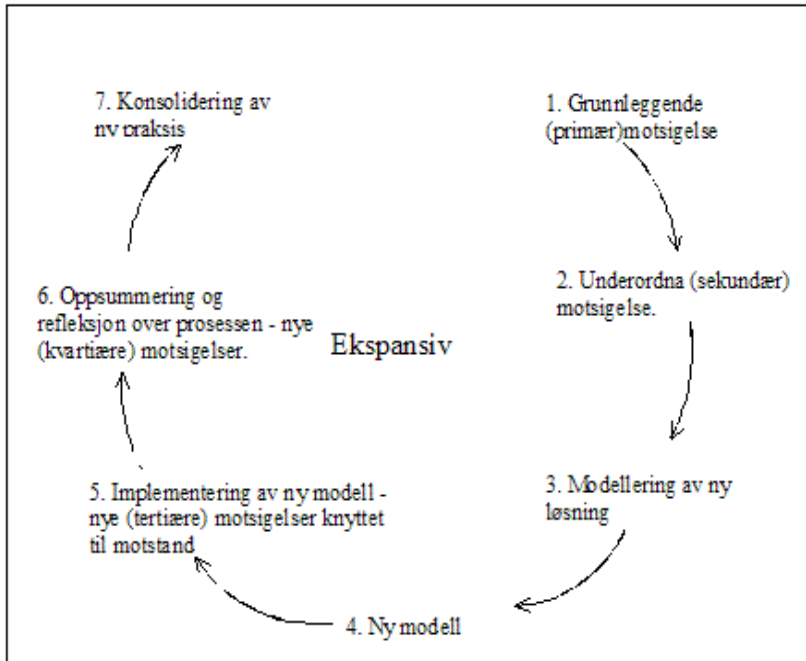 1. Grunnleggende
(primær)motsigelse
2. Underordna (sekundær)
motsigelse.
3. Modellering av ny
løsning
4. Ny modell
5. Implementering av ny modell -
nye (tertiære) motsigelser knyttet
til motstand
6. Oppsummering og
refleksjon over prosessen - nye
(kvartiære) motsigelser.
7. Konsolidering av
ny praksis
Ekspansiv